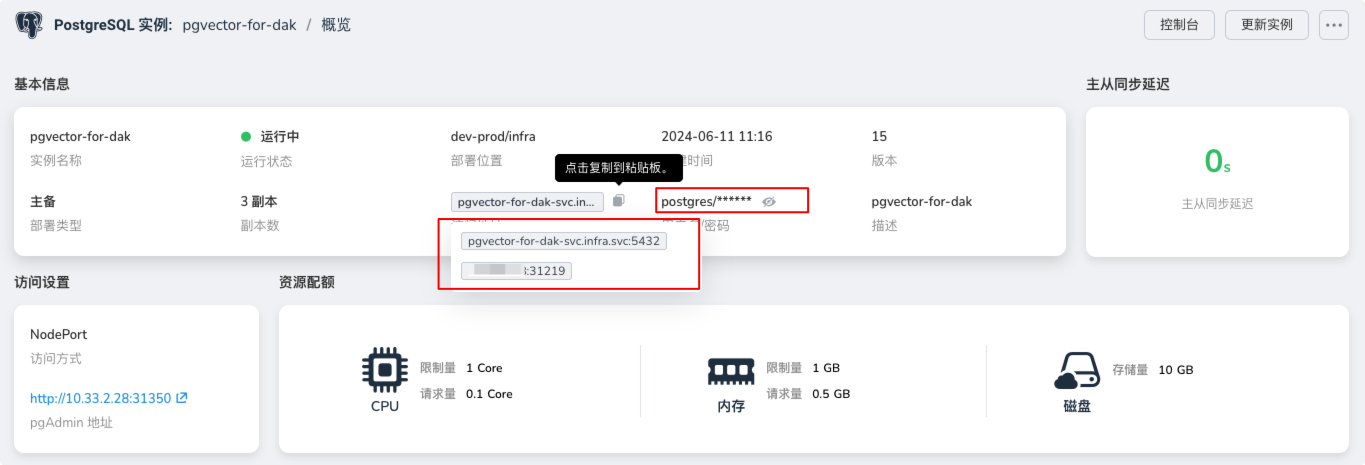 PostgreSQL 实例: pgvector-for-dak / 概览
控制台 更新实例
基本信息
主从同步延迟
pgvector-for-dak 运行中 dev-prod/infra 2024-06-11 11:16 15
实例名称 运行状态 部署位置 时间 版本
点击复制到粘贴板。
主备 3 副本 pgvector-for-dak-svc.in... postgres/****** pgvector-for-dak
部署类型 副本数 /密码 描述
pgvector-for-dak-svc.infra.svc:5432
:31219
0s
主从同步延迟
访问设置
资源配额
NodePort
访问方式
http://10.33.2.28:31350
pgAdmin 地址
限制量 1 Core
请求量 0.1 Core
CPU
限制量 1 GB
请求量 0.5 GB
内存
存储量 10 GB
磁盘